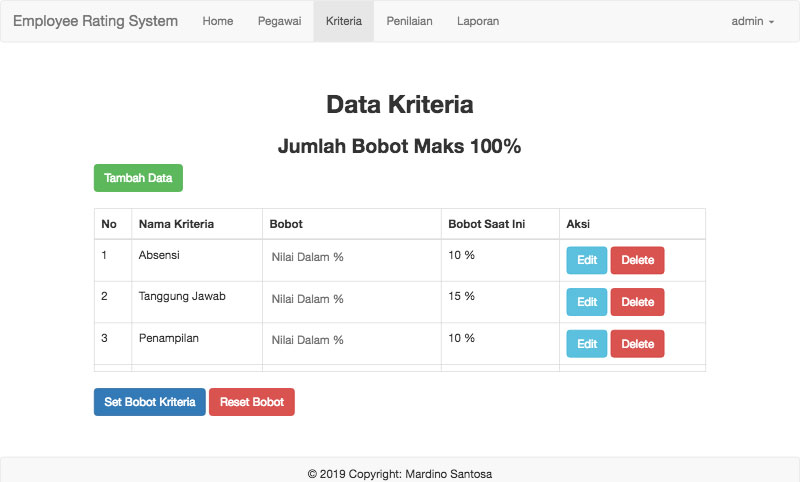 Employee Rating System Home Pegawai Kriteria Penilaian Laporan admin
Data Kriteria
Jumlah Bobot Maks 100%
Tambah Data
No Nama Kriteria Bobot Bobot Saat Ini Aksi
1 Absensi Nilai Dalam % 10 % Edit Delete
2 Tanggung Jawab Nilai Dalam % 15 % Edit Delete
3 Penampilan Nilai Dalam % 10 % Edit Delete
Set Bobot Kriteria Reset Bobot
© 2019 Copyright: Mardino Santosa